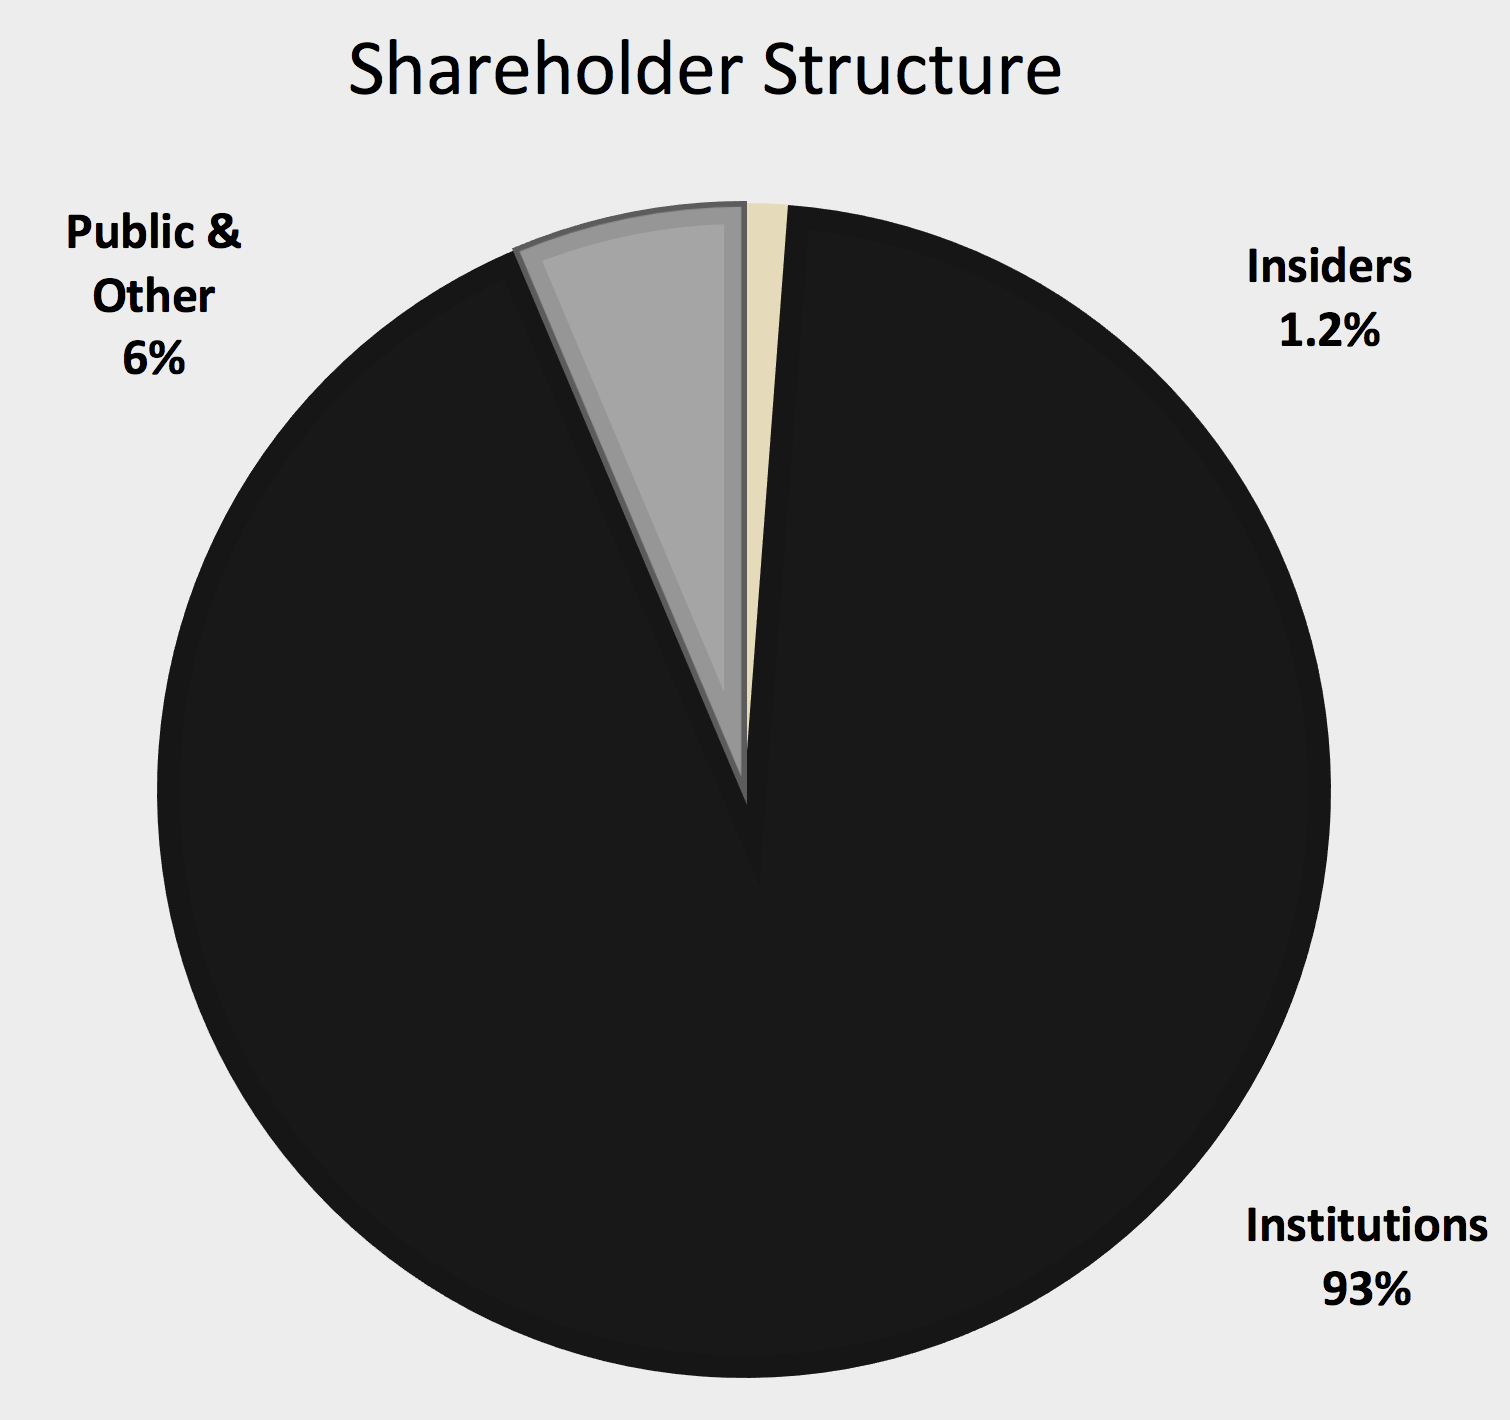 Shareholder Structure
Public &
Other
6%
Insiders
1.2%
Institutions
93%